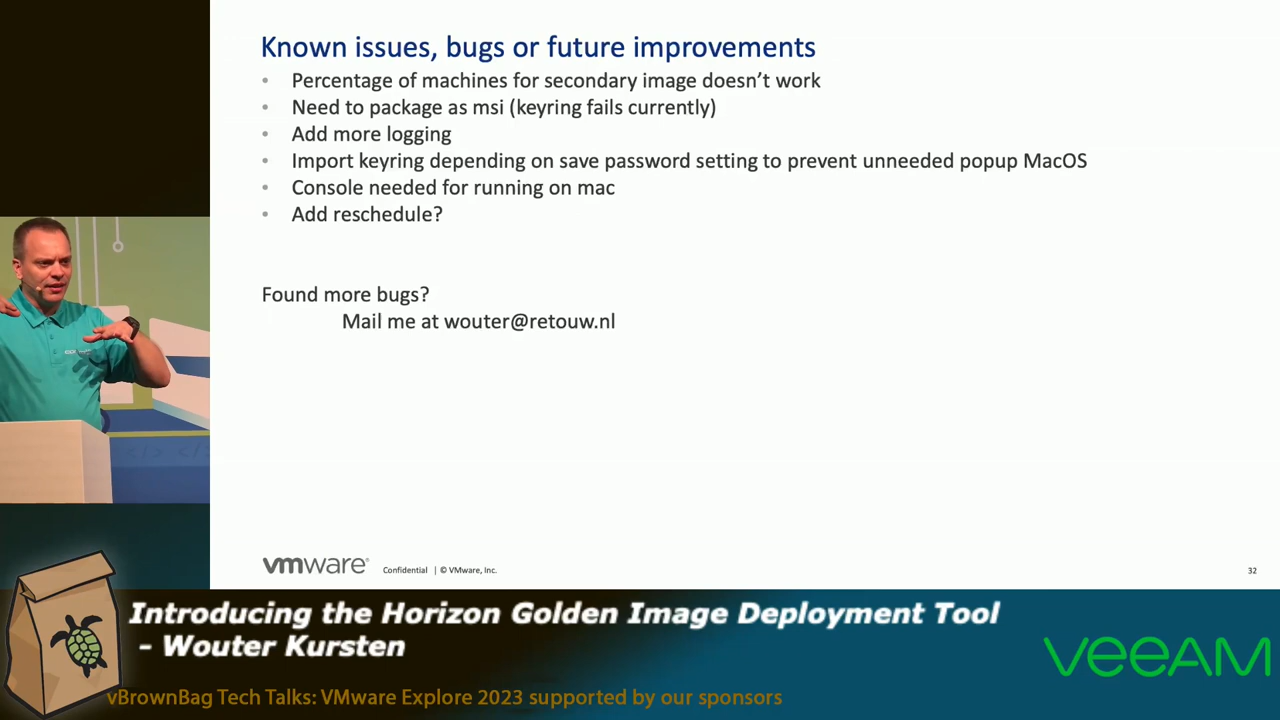 Known issues, bugs or future improvements
• Percentage of machines for secondary image doesn't work
• Need to package as msi (keyring fails currently)
• Add more logging
• Import keyring depending on save password setting to prevent unneeded popup MacOS
• Console needed for running on mac
• Add reschedule?
Found more bugs?
Mail me at wouter@retouw.nl
vmware®
Confidential | © VMware, Inc.
32
Introducing the Horizon Golden Image Deployment Tool
- Wouter Kursten
veeam
vBrownBag Tech Talks: VMware Explore 2023 supported by our sponsors